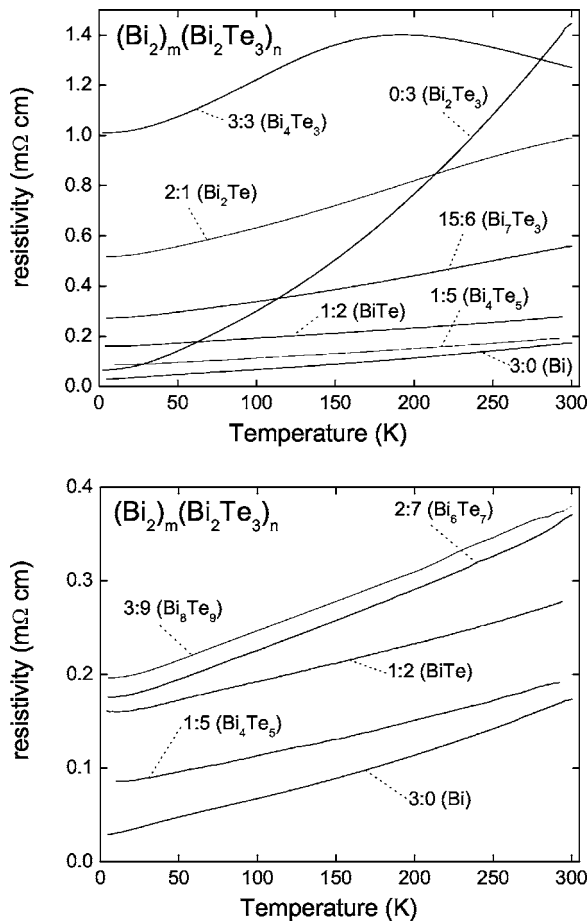 (Bi₂)ₘ(Bi₂Te₃)ₙ
1.4
1.2
1.0
0.8
0.6
0.4
0.2
0.0
resistivity (mΩ cm)
0:3 (Bi₂Te₃)
3:3 (Bi₄Te₃)
2:1 (Bi₂Te)
15:6 (Bi₇Te₃)
1:2 (BiTe)
1:5 (Bi₄Te₅)
3:0 (Bi)
0 50 100 150 200 250 300
Temperature (K)
(Bi₂)ₘ(Bi₂Te₃)ₙ
0.4
0.3
0.2
0.1
0.0
resistivity (mΩ cm)
2:7 (Bi₆Te₇)
3:9 (Bi₈Te₉)
1:2 (BiTe)
1:5 (Bi₄Te₅)
3:0 (Bi)
0 50 100 150 200 250 300
Temperature (K)